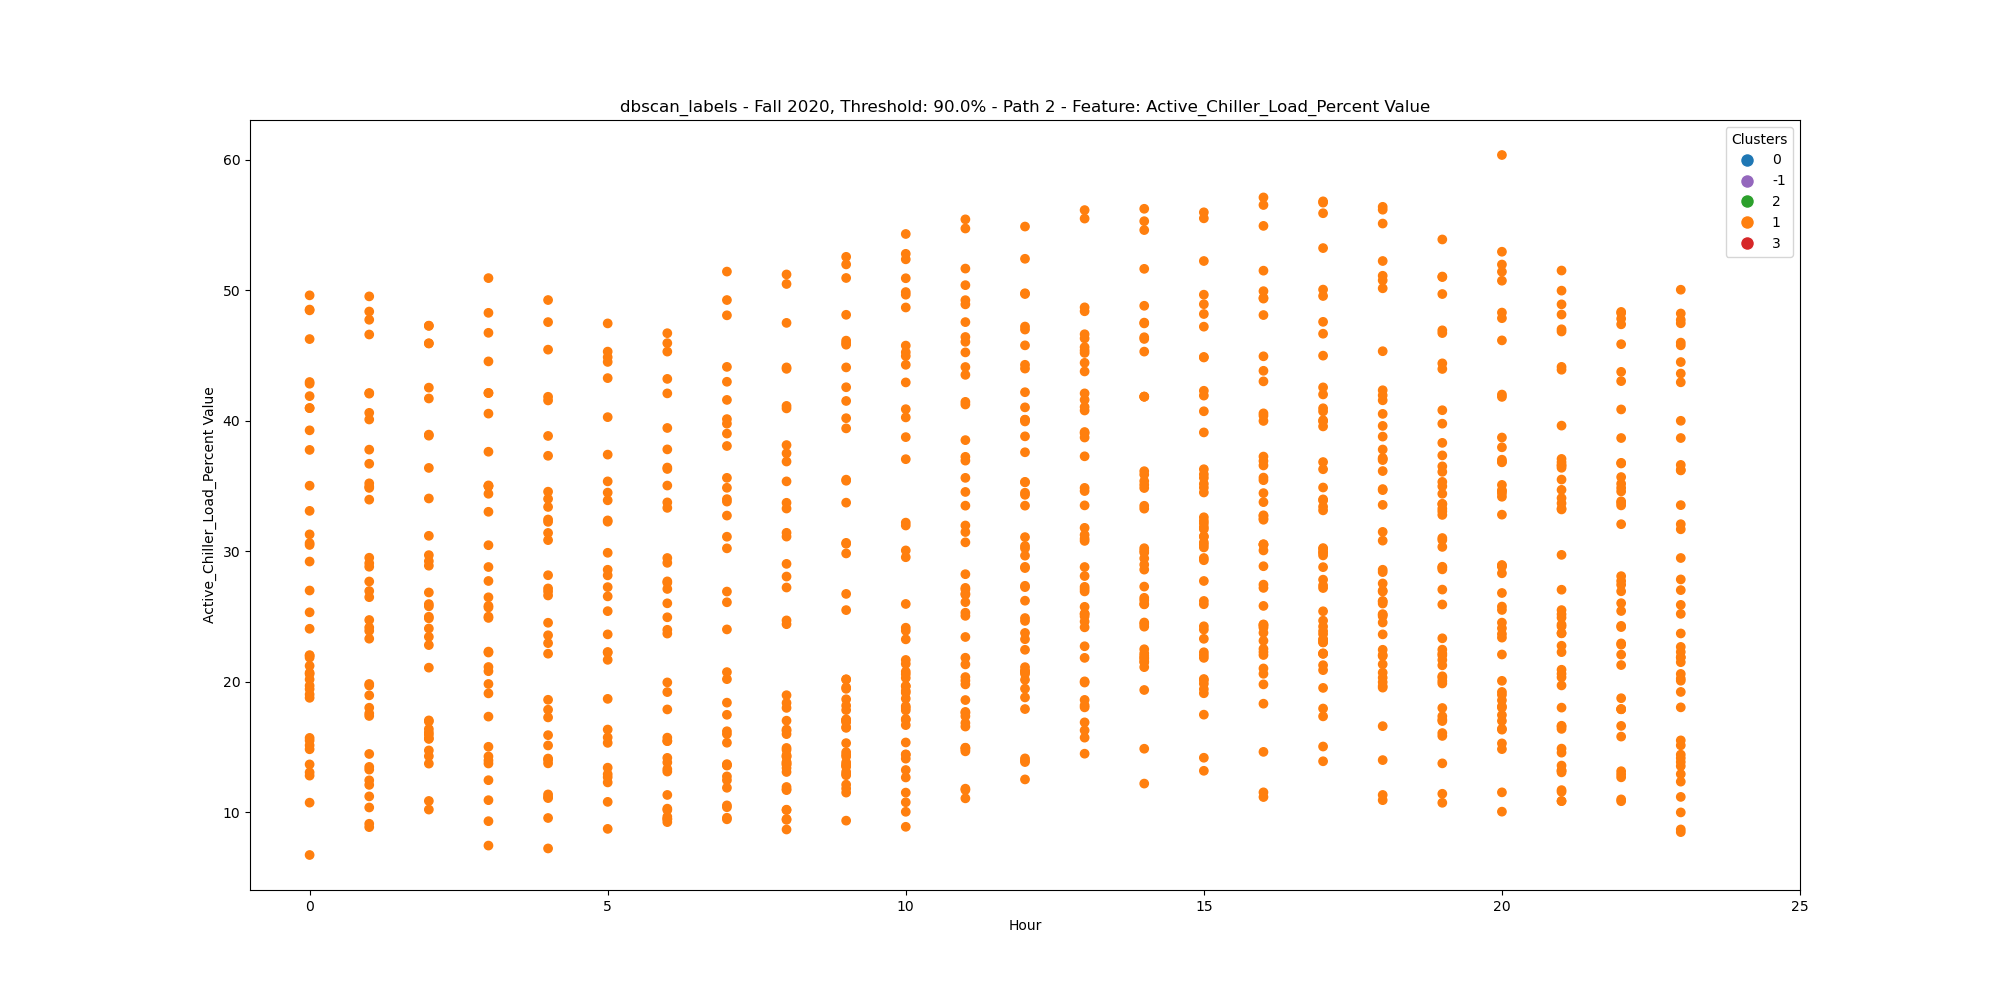 dbscan_labels - Fall 2020, Threshold: 90.0% - Path 2 - Feature: Active_Chiller_Load_Percent Value
Clusters
0
-1
2
1
3
60
50
40
30
20
10
Active_Chiller_Load_Percent Value
0 5 10 15 20 25
Hour